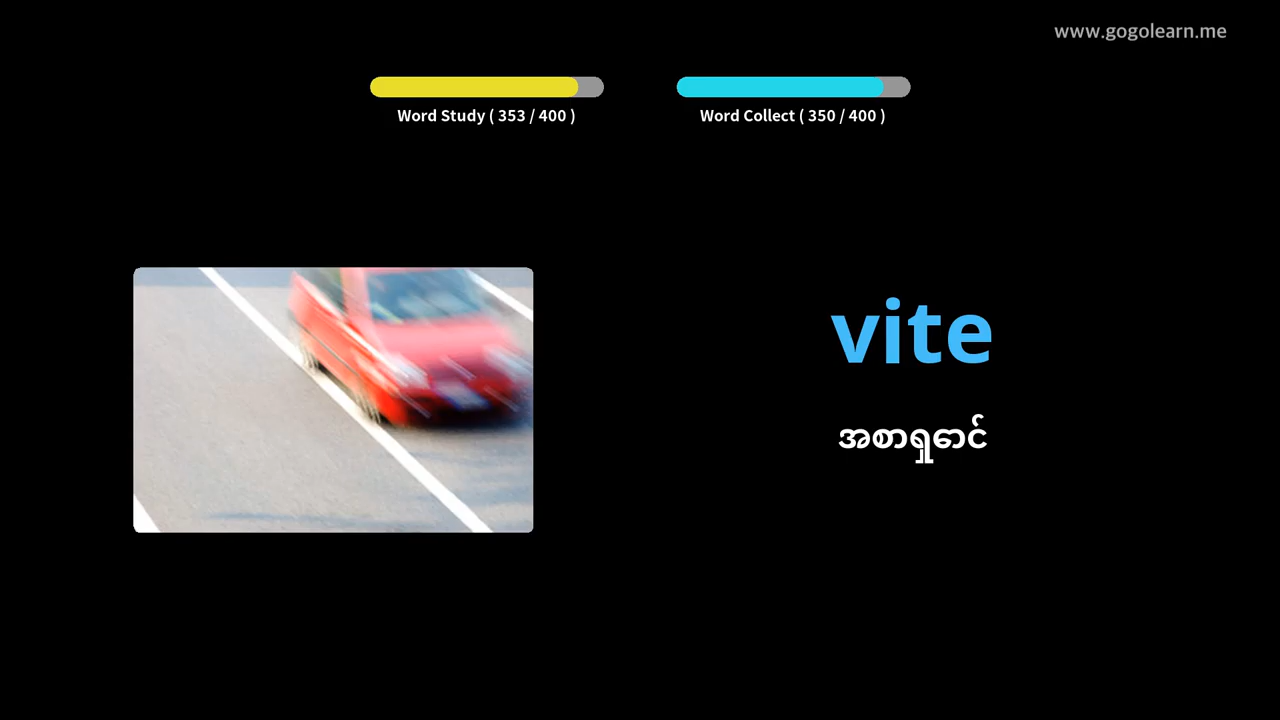 www.gogolearn.me
Word Study ( 353 / 400 )
Word Collect ( 350 / 400 )
vite
အစာရှောင်